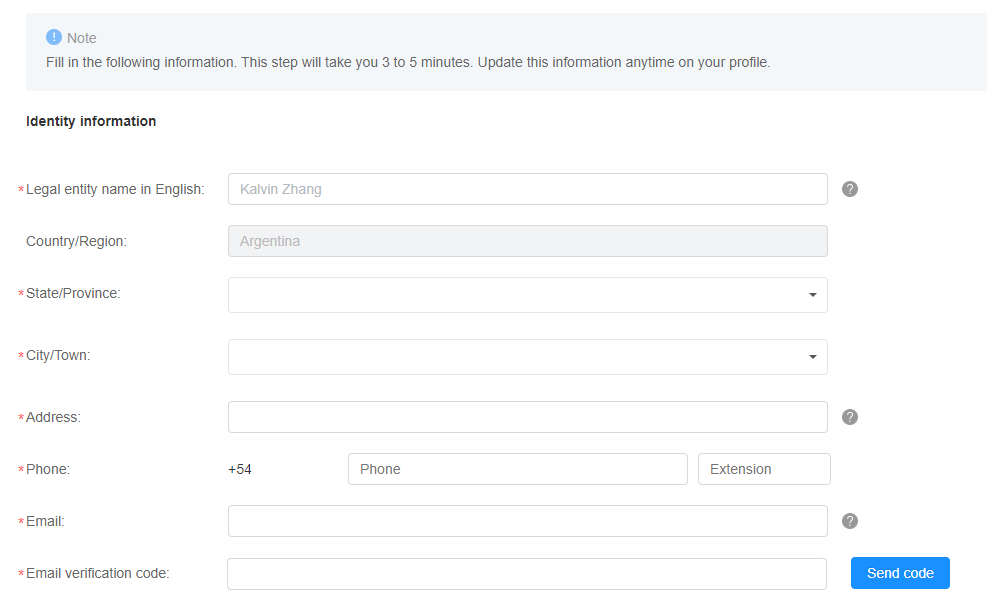 Note
Fill in the following information. This step will take you 3 to 5 minutes. Update this information anytime on your profile.
Identity information
*Legal entity name in English: Kalvin Zhang ?
Country/Region: Argentina
*State/Province:
*City/Town:
*Address: ?
*Phone: +54 Phone Extension
*Email: ?
*Email verification code: Send code